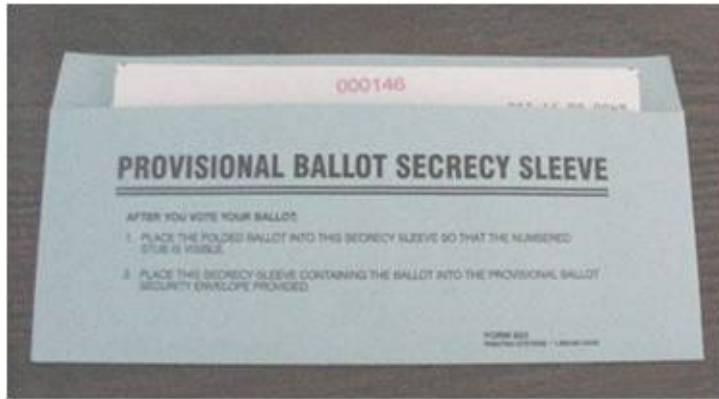 000146
PROVISIONAL BALLOT SECRECY SLEEVE
AFTER YOU VOTE YOUR BALLOT:
1. PLACE THE FOLDED BALLOT INTO THIS SECRECY SLEEVE SO THAT THE NUMBERED
STUB IS VISIBLE.
2. PLACE THIS SECRECY SLEEVE CONTAINING THE BALLOT INTO THE PROVISIONAL BALLOT
SECURITY ENVELOPE PROVIDED.
FORM